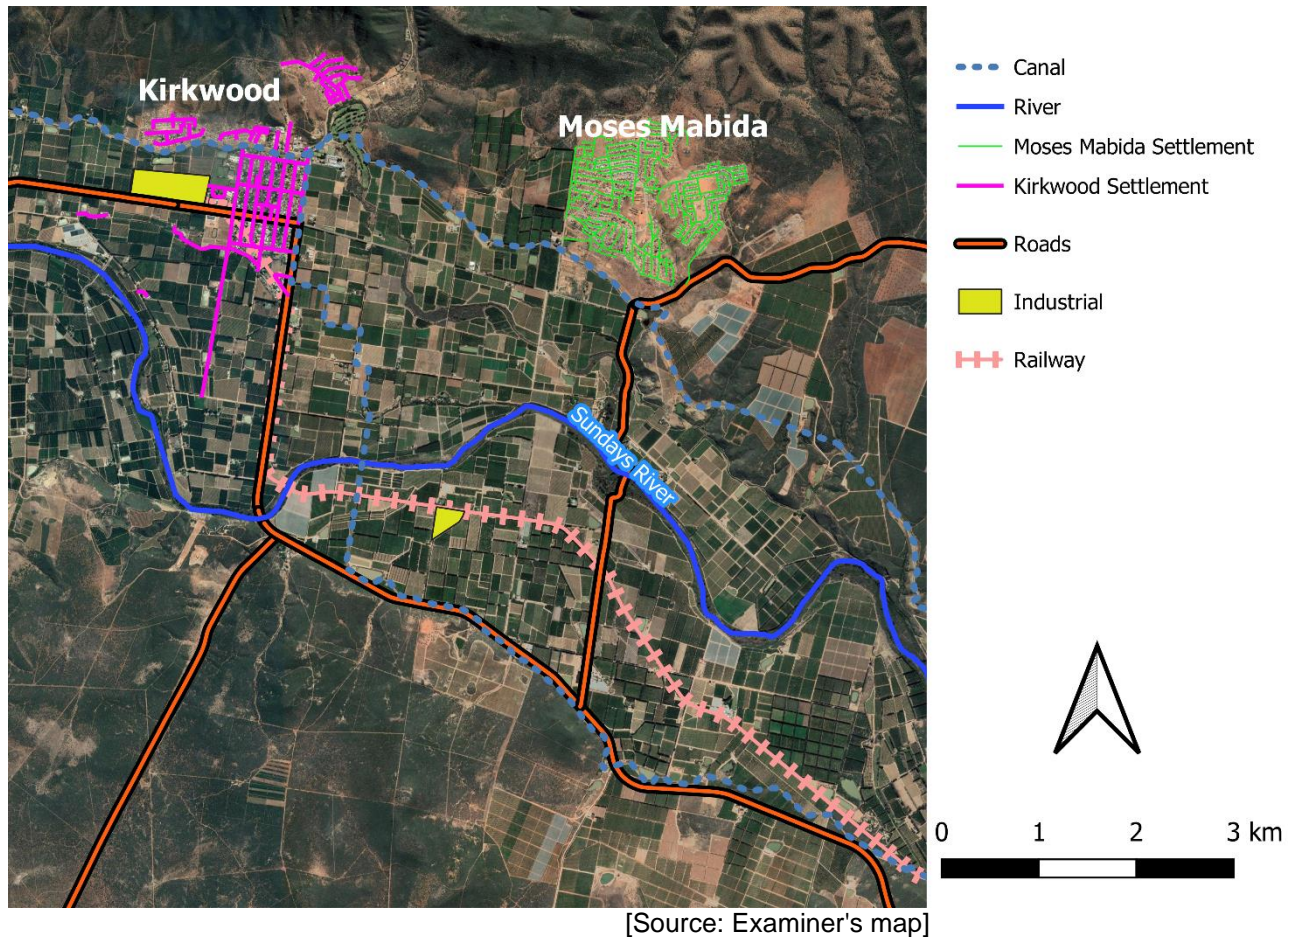 Kirkwood
Moses Mabida
Sundays River
Canal
River
Moses Mabida Settlement
Kirkwood Settlement
Roads
Industrial
Railway
0 1 2 3 km
[Source: Examiner's map]